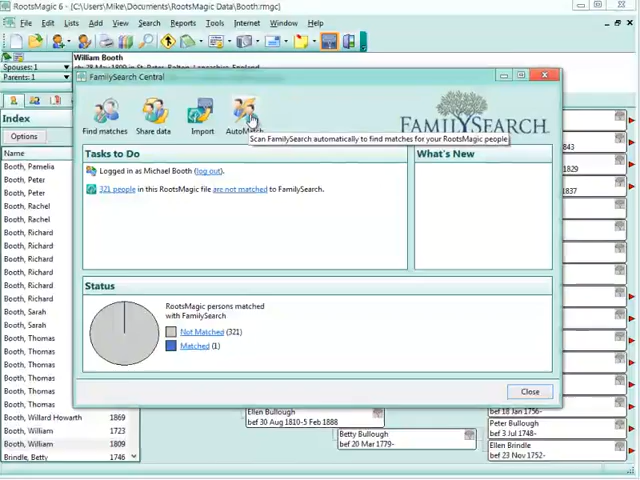 RootsMagic 6 - [C:\Users\Mike\Documents\RootsMagic Data\Booth.rmgc]
File Edit Lists Add View Search Reports Tools Internet Window Help
William Booth
Spouses: 1
Parents: 1
FamilySearch Central
Find matches Share data Import AutoMatch
FAMILYSEARCH
Scan FamilySearch automatically to find matches for your RootsMagic people
Index
Options
Name
Booth, Pamelia
Booth, Peter
Booth, Peter
Booth, Rachel
Booth, Rachel
Booth, Richard
Booth, Richard
Booth, Richard
Booth, Richard
Booth, Richard
Booth, Richard
Booth, Sarah
Booth, Sarah
Booth, Thomas
Booth, Thomas
Booth, Thomas
Booth, Thomas
Booth, Thomas
Booth, Willard Howarth 1869
Booth, William 1723
Booth, William 1809
Brindle, Betty 1746
Tasks to Do
Logged in as Michael Booth (log out).
321 people in this RootsMagic file are not matched to FamilySearch.
What's New
Status
RootsMagic persons matched
with FamilySearch
Not Matched (321)
Matched (1)
Close
843
1829
1837
Ellen Bullough
bef 30 Aug 1810-5 Feb 1888
Betty Bullough
bef 20 Mar 1779-
bef 18 Jan 1756-
Peter Bullough
bef 3 Jul 1748-
Ellen Brindle
bef 23 Nov 1752-